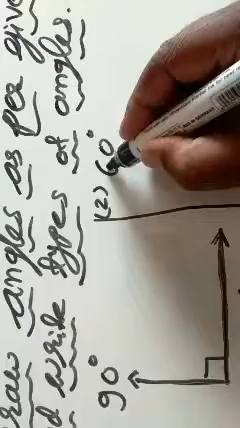 raw angles as per give
d write types of angles.
90°
(2) 60°